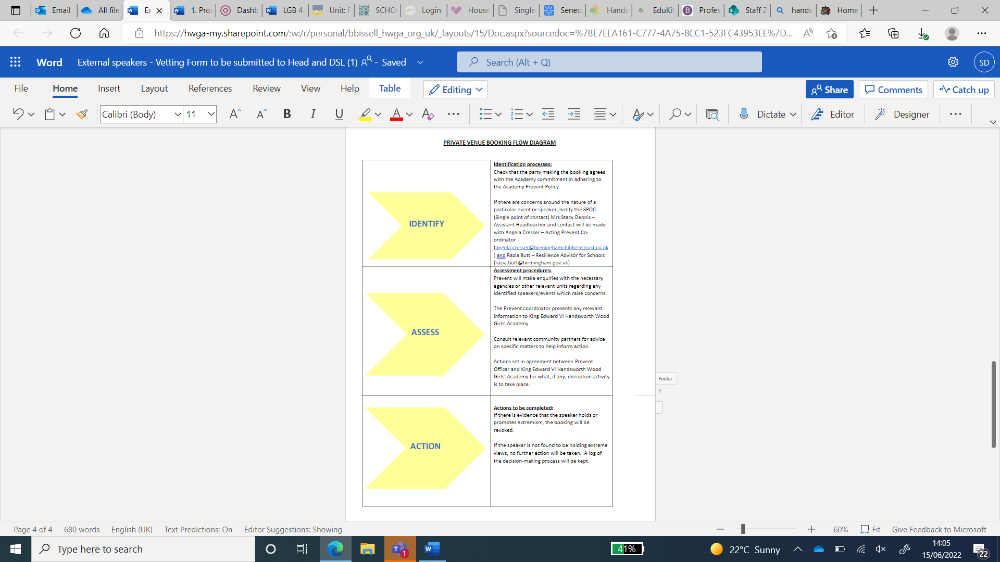 Email
All file
Ex
1. Proa
Dashb
LGB 4.
Unit: F
SCHO
Login
House
Single
Seneca
Hands
EduKit
Profes
Staff Z
hands
Home
https://hwga-my.sharepoint.com/:w:/r/personal/bbissell_hwga_org_uk/_layouts/15/Doc.aspx?sourcedoc=%7BE7EEA161-C777-4A75-8CC1-523FC43953EE%7D...
Word
External speakers - Vetting Form to be submitted to Head and DSL (1) - Saved
Search (Alt + Q)
SD
File Home Insert Layout References Review View Help Table Editing
Share Comments Catch up
Calibri (Body) 11 B I U Dictate Editor Designer
PRIVATE VENUE BOOKING FLOW DIAGRAM
IDENTIFY
Identification processes:
Check that the party making the booking agrees
with the Academy commitment in adhering to
the Academy Prevent Policy.
If there are concerns around the nature of a
particular event or speaker, notify the SPOC
(Single point of contact) Mrs Stacy Dennis –
Assistant Headteacher and contact will be made
with Angela Cresser – Acting Prevent Co-
ordinator
(angela.cresser@birminghamchildrenstrust.co.uk
) and Razia Butt – Resilience Advisor for Schools
(razia.butt@birmingham.gov.uk)
ASSESS
Assessment procedures:
Prevent will make enquiries with the necessary
agencies or other relevant units regarding any
identified speakers/events which raise concerns.
The Prevent coordinator presents any relevant
information to King Edward VI Handsworth Wood
Girls’ Academy.
Consult relevant community partners for advice
on specific matters to help inform action.
Actions set in agreement between Prevent
Officer and King Edward VI Handsworth Wood
Girls’ Academy for what, if any, disruption activity
is to take place.
Footer
3
ACTION
Actions to be completed:
If there is evidence that the speaker holds or
promotes extremism, the booking will be
revoked.
If the speaker is not found to be holding extreme
views, no further action will be taken.  A log of
the decision-making process will be kept.
Page 4 of 4 680 words English (UK) Text Predictions: On Editor Suggestions: Showing
60% Fit Give Feedback to Microsoft
Type here to search
1
41%
22°C Sunny
14:05
15/06/2022
22